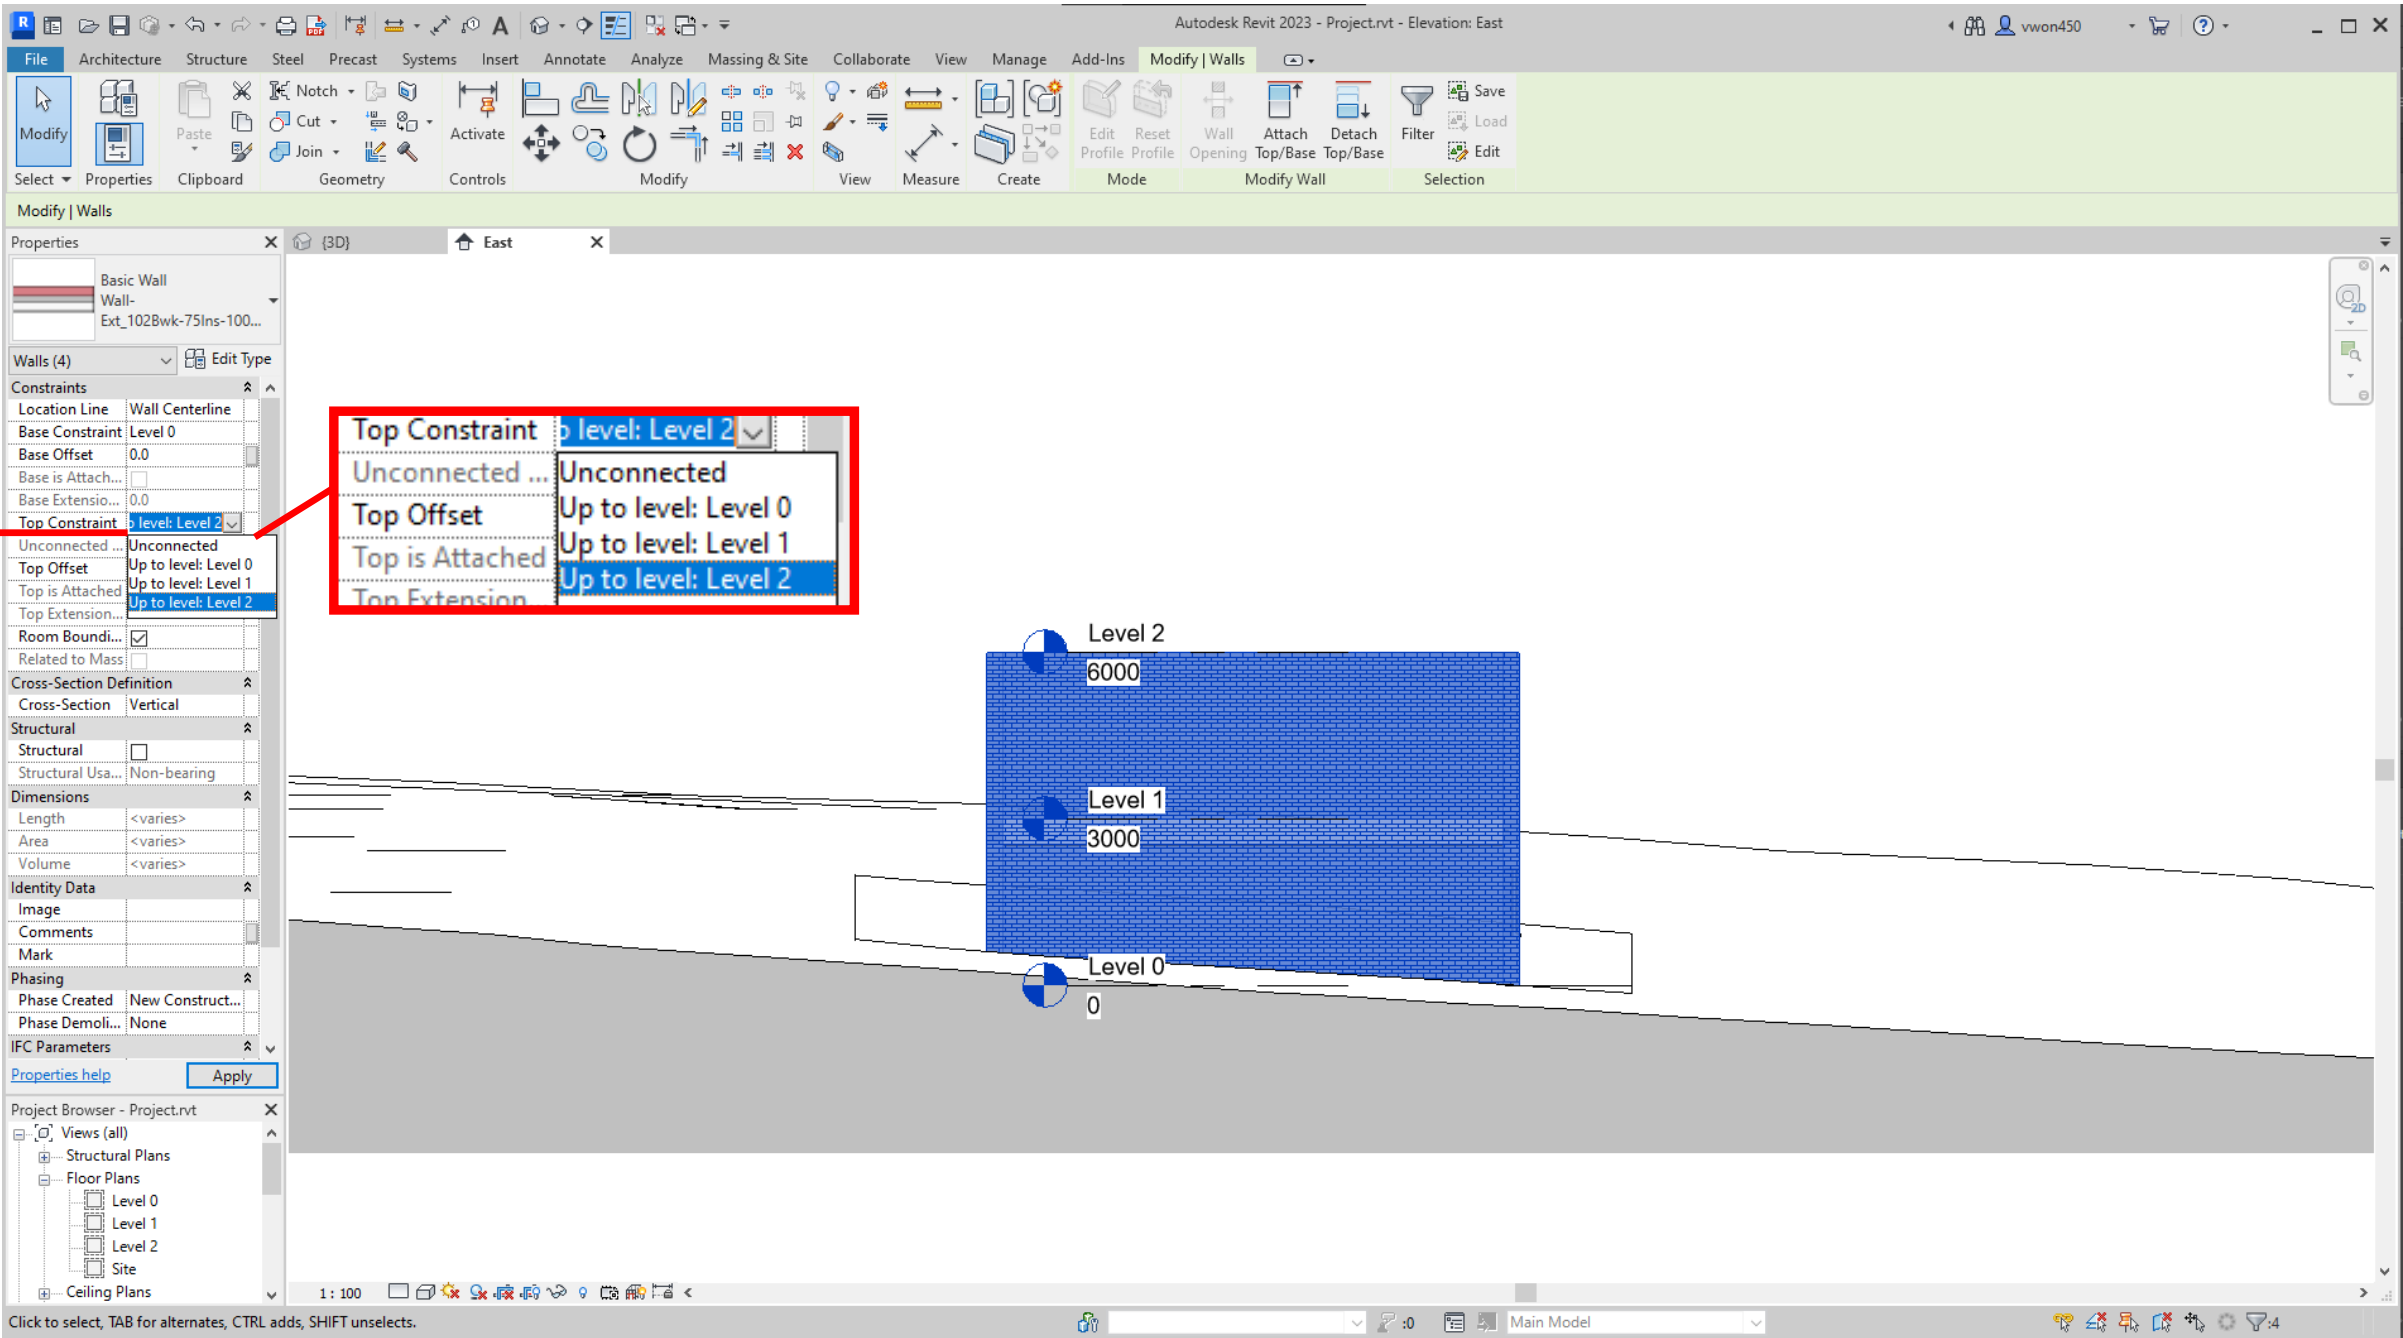 Autodesk Revit 2023 - Project.rvt - Elevation: East
vwon450
File Architecture Structure Steel Precast Systems Insert Annotate Analyze Massing & Site Collaborate View Manage Add-Ins Modify | Walls
Modify
Paste
Notch
Cut
Join
Activate
Edit Profile
Reset Profile
Wall Opening
Attach Top/Base
Detach Top/Base
Filter
Save
Load
Edit
Select Properties Clipboard Geometry Controls Modify View Measure Create Mode Modify Wall Selection
Modify | Walls
Properties
{3D}
East
Basic Wall
Wall-
Ext_102Bwk-75Ins-100...
Walls (4) Edit Type
Constraints
Location Line Wall Centerline
Base Constraint Level 0
Base Offset 0.0
Base is Attach...
Base Extensio... 0.0
Top Constraint o level: Level 2
Unconnected ... Unconnected
Up to level: Level 0
Top Offset
Up to level: Level 1
Top is Attached
Up to level: Level 2
Top Extension...
Room Boundi...
Related to Mass
Cross-Section Definition
Cross-Section Vertical
Structural
Structural
Structural Usa... Non-bearing
Dimensions
Length <varies>
Area <varies>
Volume <varies>
Identity Data
Image
Comments
Mark
Phasing
Phase Created New Construct...
Phase Demoli... None
IFC Parameters
Properties help Apply
Top Constraint o level: Level 2
Unconnected ... Unconnected
Up to level: Level 0
Top Offset
Up to level: Level 1
Top is Attached
Up to level: Level 2
Top Extension...
Level 2
6000
Level 1
3000
Level 0
0
2D
Project Browser - Project.rvt
Views (all)
Structural Plans
Floor Plans
Level 0
Level 1
Level 2
Site
Ceiling Plans
1 : 100
Click to select, TAB for alternates, CTRL adds, SHIFT unselects.
:0
Main Model
:4